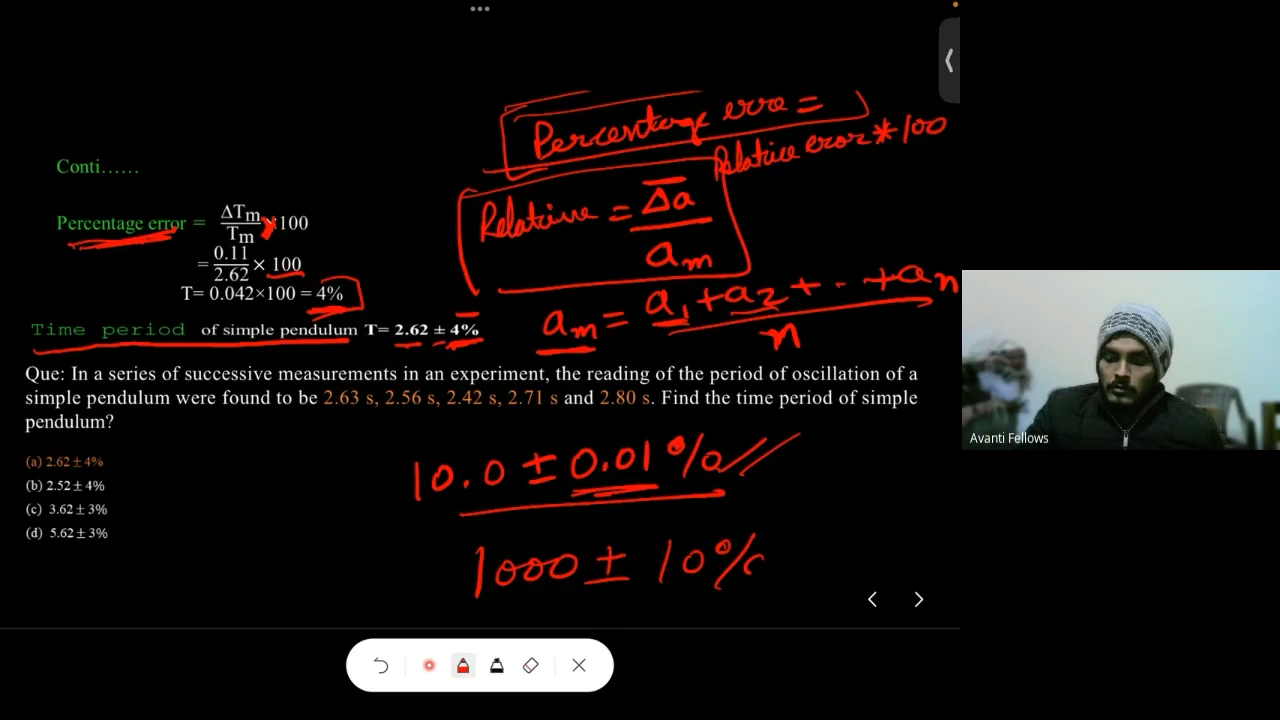 Percentage erre =
Relative eror * 100
Conti......
Percentage error = ΔTm / Tm × 100
= 0.11 / 2.62 × 100
T= 0.042×100 = 4%
Relative = Δa / am
am = a1 + a2 + .. + an / n
Time period of simple pendulum T= 2.62 ± 4%
Que: In a series of successive measurements in an experiment, the reading of the period of oscillation of a
simple pendulum were found to be 2.63 s, 2.56 s, 2.42 s, 2.71 s and 2.80 s. Find the time period of simple
pendulum?
(a) 2.62 ± 4%
(b) 2.52 ± 4%
(c) 3.62 ± 3%
(d) 5.62 ± 3%
10.0 ± 0.01 %
1000 ± 10%
Avanti Fellows